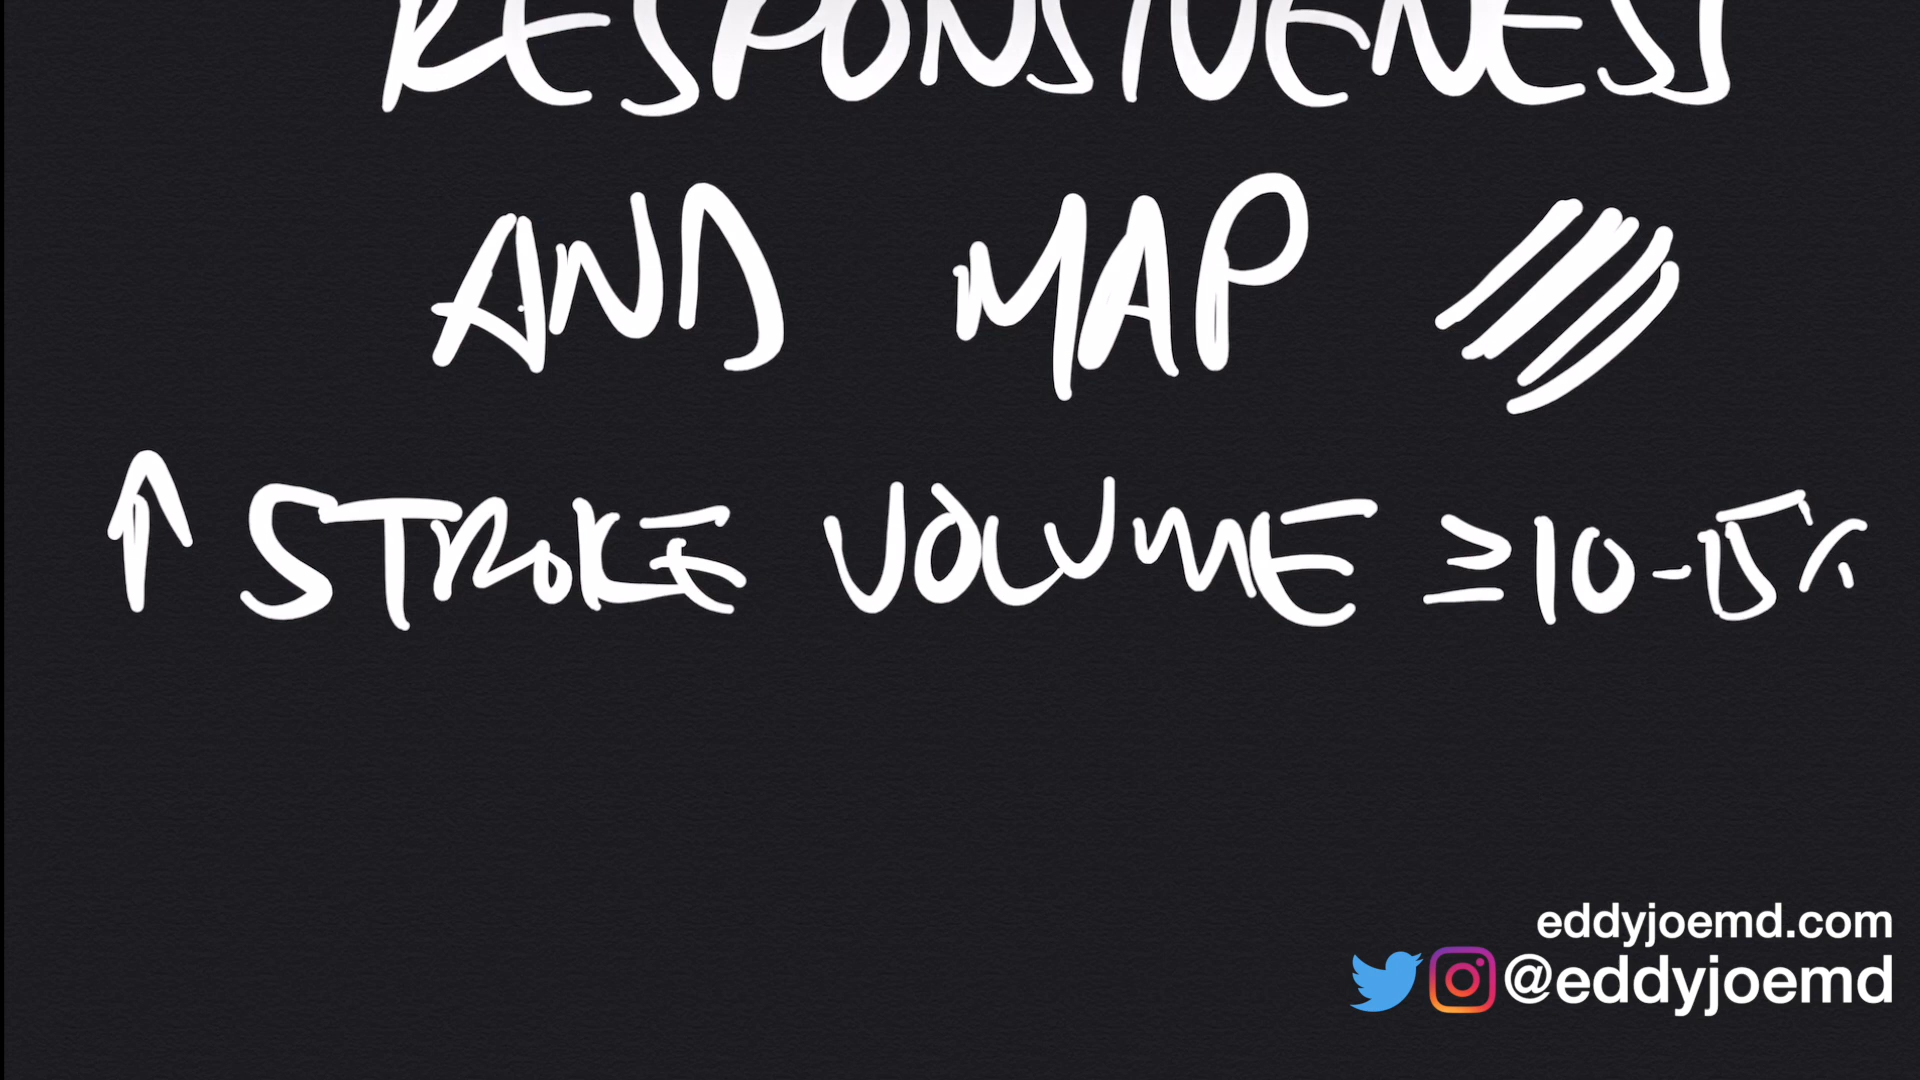 RESPONSIVENESS
AND MAP
↑ STROKE VOLUME ≥10-15%
eddyjoemd.com
@eddyjoemd